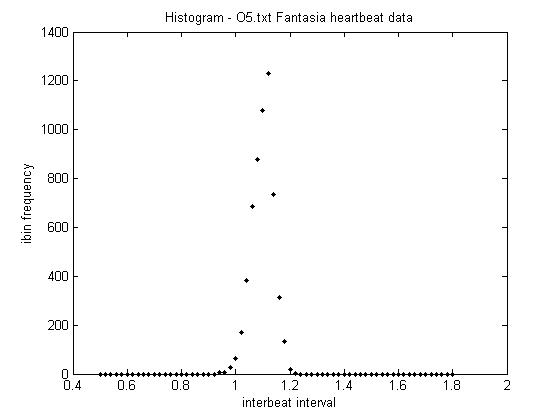 Histogram - O5.txt Fantasia heartbeat data
1400
1200
1000
800
600
400
200
0
ibin frequency
0.4 0.6 0.8 1 1.2 1.4 1.6 1.8 2
interbeat interval